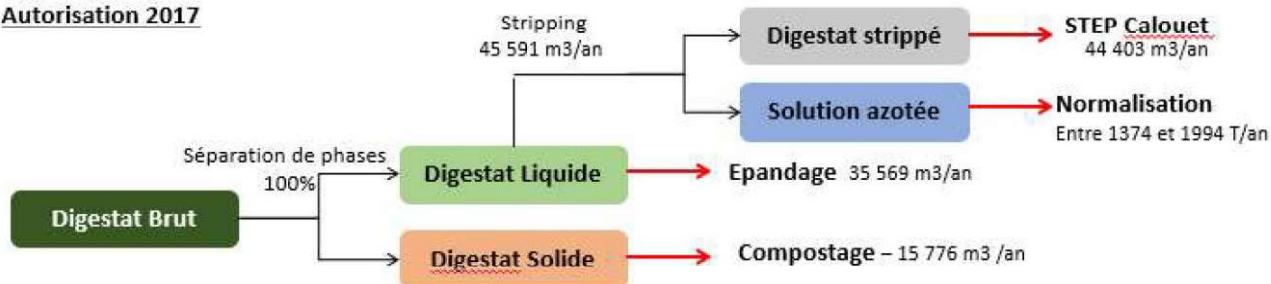 Autorisation 2017
Stripping
45 591 m3/an
Digestat strippé
STEP Calouet
44 403 m3/an
Solution azotée
Normalisation
Entre 1374 et 1994 T/an
Séparation de phases
100%
Digestat Liquide
Epandage 35 569 m3/an
Digestat Brut
Digestat Solide
Compostage – 15 776 m3 /an